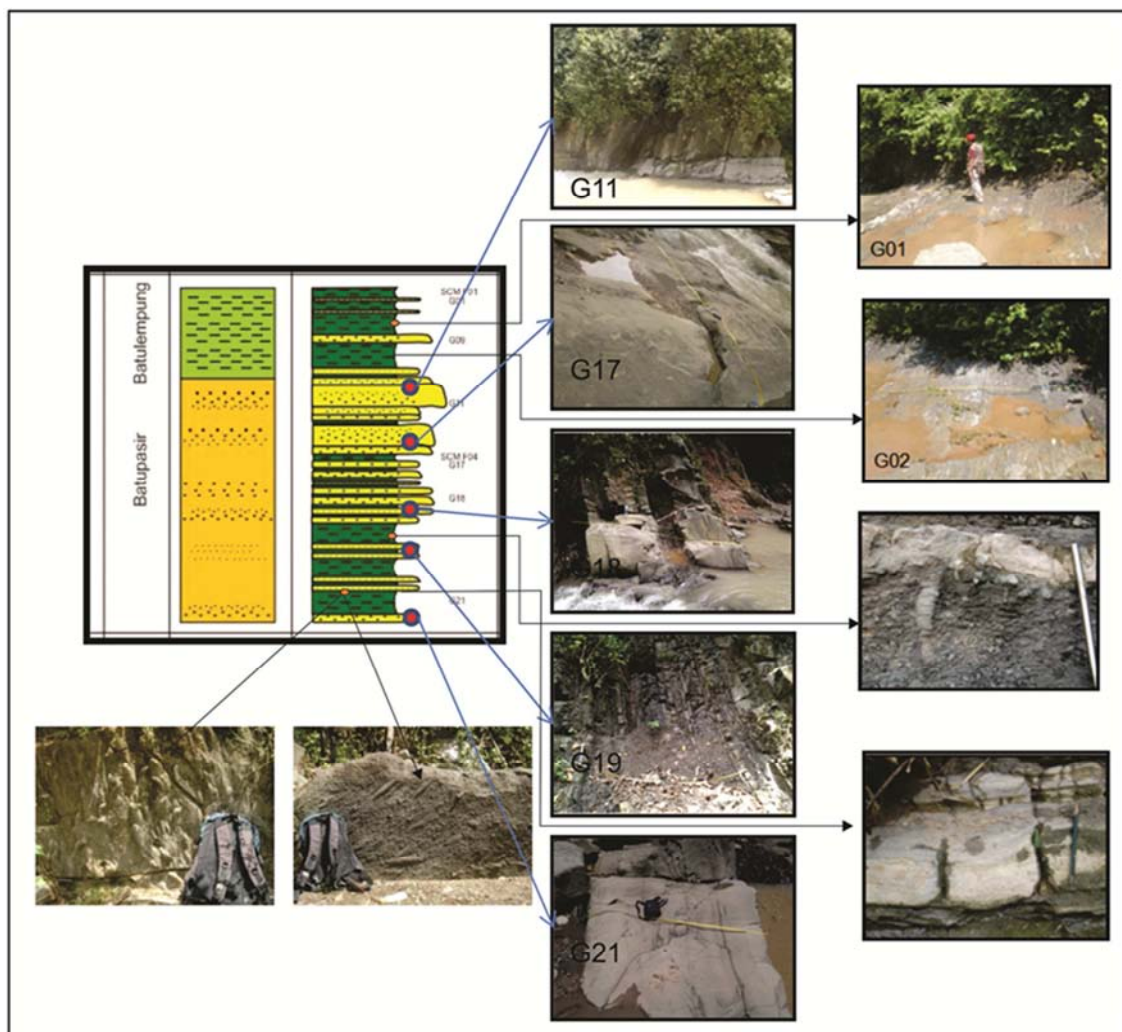 Batulempung
Batupasir
SCM F01
G01
G09
G11
SCM F04
G17
G18
G21
G11
G17
G19
G21
G01
G02